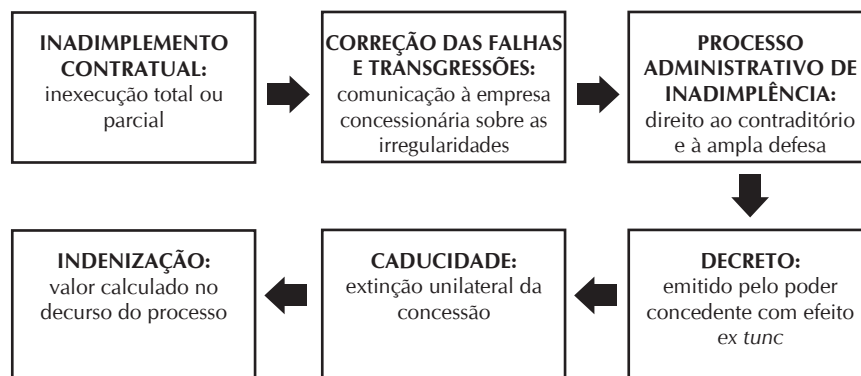 INADIMPLEMENTO
CONTRATUAL:
inexecução total ou
parcial
CORREÇÃO DAS FALHAS
E TRANSGRESSÕES:
comunicação à empresa
concessionária sobre as
irregularidades
PROCESSO
ADMINISTRATIVO DE
INADIMPLÊNCIA:
direito ao contraditório
e à ampla defesa
DECRETO:
emitido pelo poder
concedente com efeito
ex tunc
CADUCIDADE:
extinção unilateral da
concessão
INDENIZAÇÃO:
valor calculado no
decurso do processo